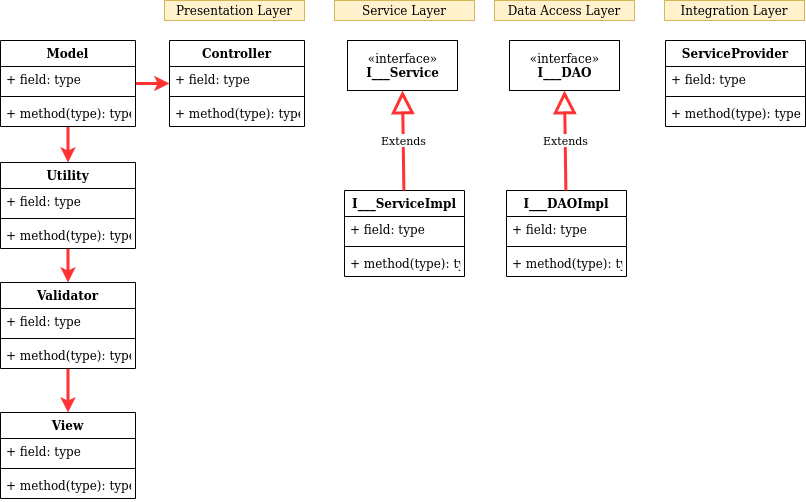 Presentation Layer
Service Layer
Data Access Layer
Integration Layer
Model
+ field: type
+ method(type): type
Controller
+ field: type
+ method(type): type
«interface»
I___Service
Extends
I___ServiceImpl
+ field: type
+ method(type): ty
«interface»
I___DAO
Extends
I___DAOImpl
+ field: type
+ method(type): ty
ServiceProvider
+ field: type
+ method(type): type
Utility
+ field: type
+ method(type): type
Validator
+ field: type
+ method(type): type
View
+ field: type
+ method(type): type